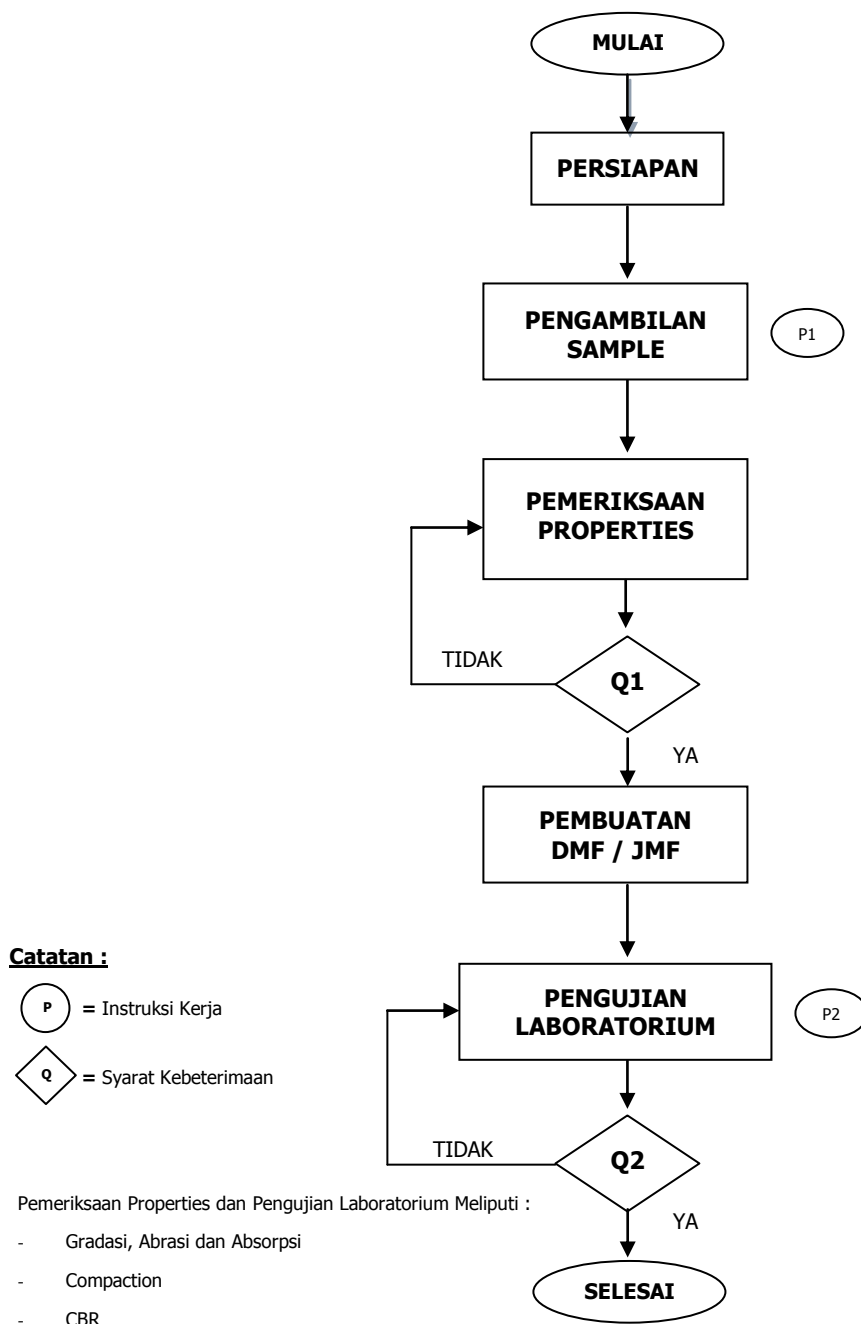 MULAI
PERSIAPAN
PENGAMBILAN
SAMPLE
P1
PEMERIKSAAN
PROPERTIES
TIDAK
Q1
YA
PEMBUATAN
DMF / JMF
Catatan :
P = Instruksi Kerja
Q = Syarat Kebeterimaan
PENGUJIAN
LABORATORIUM
P2
TIDAK
Q2
YA
Pemeriksaan Properties dan Pengujian Laboratorium Meliputi :
- Gradasi, Abrasi dan Absorpsi
- Compaction
- CBR
SELESAI